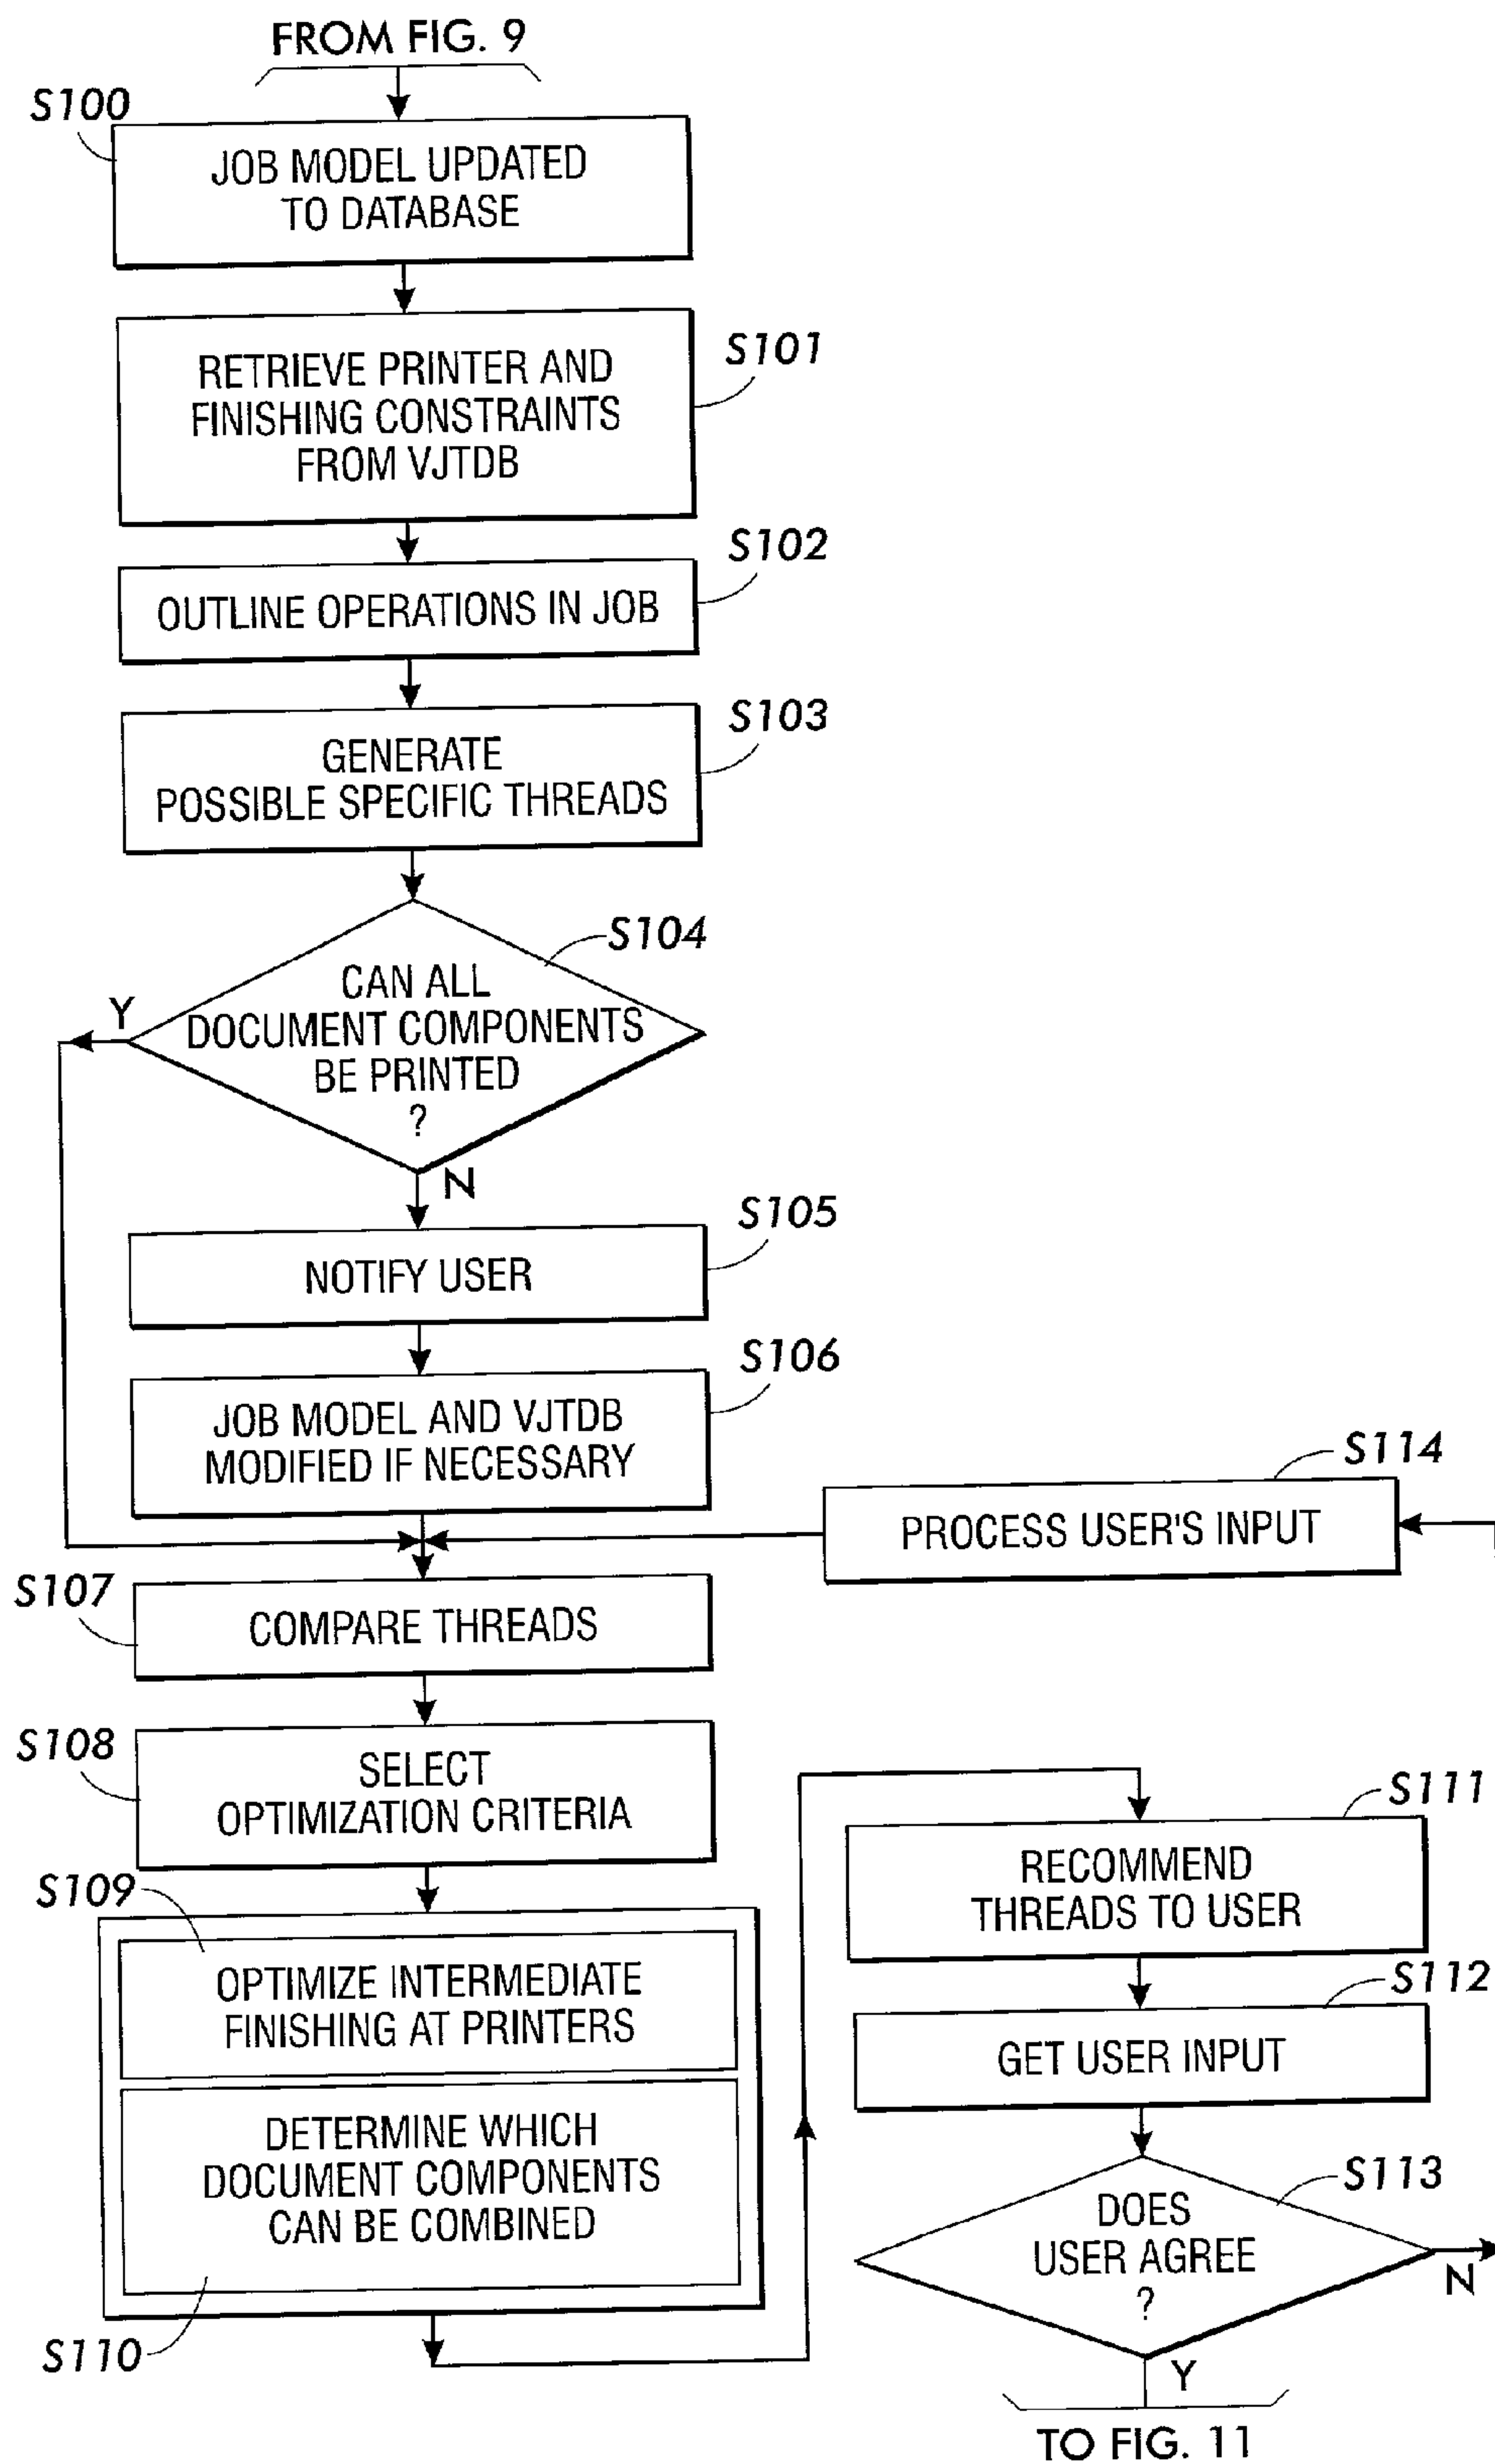 FROM FIG. 9
S100
JOB MODEL UPDATED
TO DATABASE
S101
RETRIEVE PRINTER AND
FINISHING CONSTRAINTS
FROM VJTDB
S102
OUTLINE OPERATIONS IN JOB
S103
GENERATE
POSSIBLE SPECIFIC THREADS
S104
CAN ALL
DOCUMENT COMPONENTS
BE PRINTED
?
Y
N
S105
NOTIFY USER
S106
JOB MODEL AND VJTDB
MODIFIED IF NECESSARY
S114
PROCESS USER'S INPUT
S107
COMPARE THREADS
S108
SELECT
OPTIMIZATION CRITERIA
S109
OPTIMIZE INTERMEDIATE
FINISHING AT PRINTERS
DETERMINE WHICH
DOCUMENT COMPONENTS
CAN BE COMBINED
S110
S111
RECOMMEND
THREADS TO USER
S112
GET USER INPUT
S113
DOES
USER AGREE
?
N
Y
TO FIG. 11